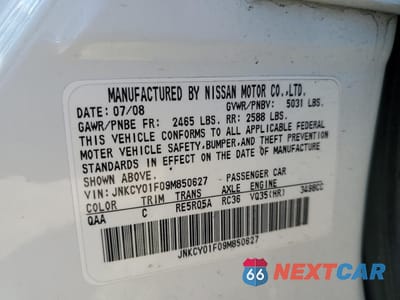 MANUFACTURED BY NISSAN MOTOR CO.,LTD.
DATE: 07/08 GVWR/PNBV: 5031 LBS.
GAWR/PNBE FR: 2465 LBS. RR: 2588 LBS.
THIS VEHICLE CONFORMS TO ALL APPLICABLE FEDERAL
MOTOR VEHICLE SAFETY,BUMPER,AND THEFT PREVENTION
STANDARDS IN EFFECT ON THE DATE OF MANUFACTURE
SHOWN ABOVE.
VIN: JNKCY01F09M850627 PASSENGER CAR
COLOR TRIM TRANS AXLE ENGINE
QAA C RE5RQ5A RC36 VQ35(HR) 3498CC
JNKCY01F09M850627
66 NEXTCAR